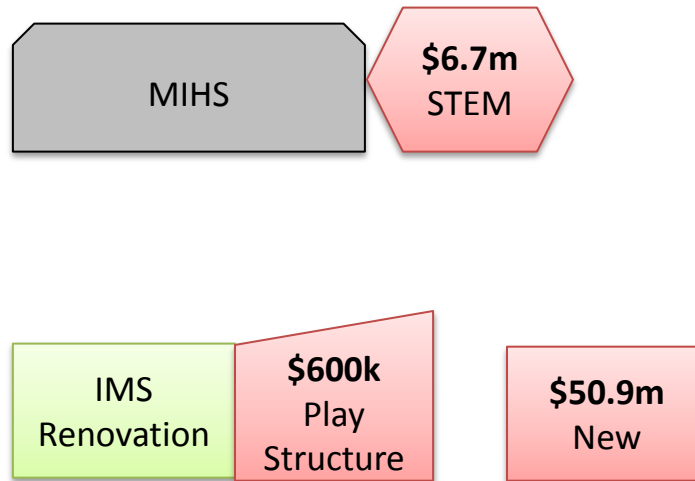 MIHS
$6.7m
STEM
IMS
Renovation
$600k
Play
Structure
$50.9m
New